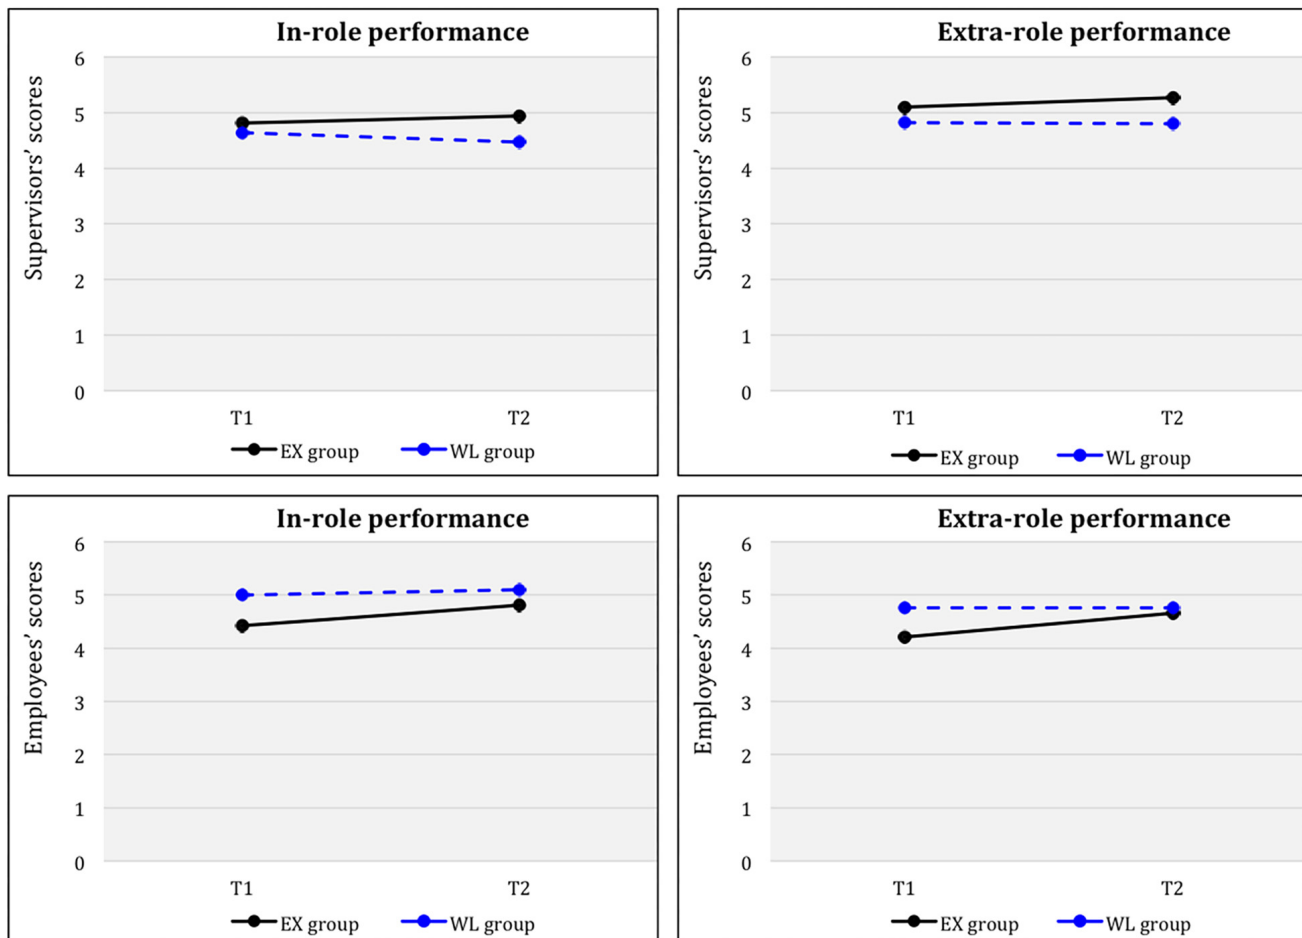 In-role performance
Supervisors’ scores
6
5
4
3
2
1
0
T1 T2
EX group WL group
Extra-role performance
Supervisors’ scores
6
5
4
3
2
1
0
T1 T2
EX group WL group
In-role performance
Employees’ scores
6
5
4
3
2
1
0
T1 T2
EX group WL group
Extra-role performance
Employees’ scores
6
5
4
3
2
1
0
T1 T2
EX group WL group